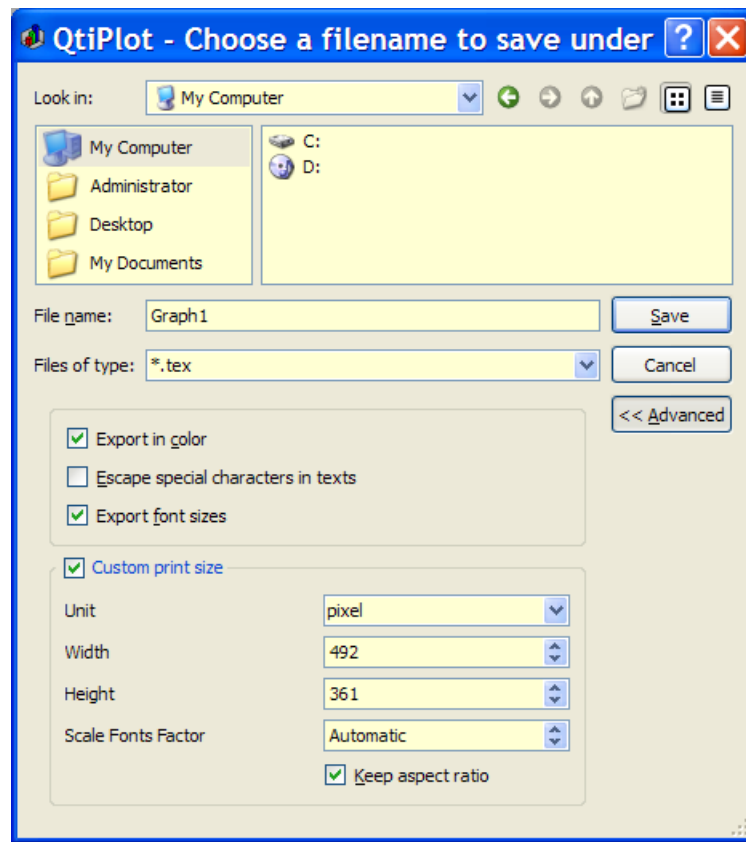 QtiPlot - Choose a filename to save under
Look in: My Computer
My Computer
Administrator
Desktop
My Documents
C:
D:
File name: Graph1 Save
Files of type: *.tex Cancel
<< Advanced
Export in color
Escape special characters in texts
Export font sizes
Custom print size
Unit pixel
Width 492
Height 361
Scale Fonts Factor Automatic
Keep aspect ratio